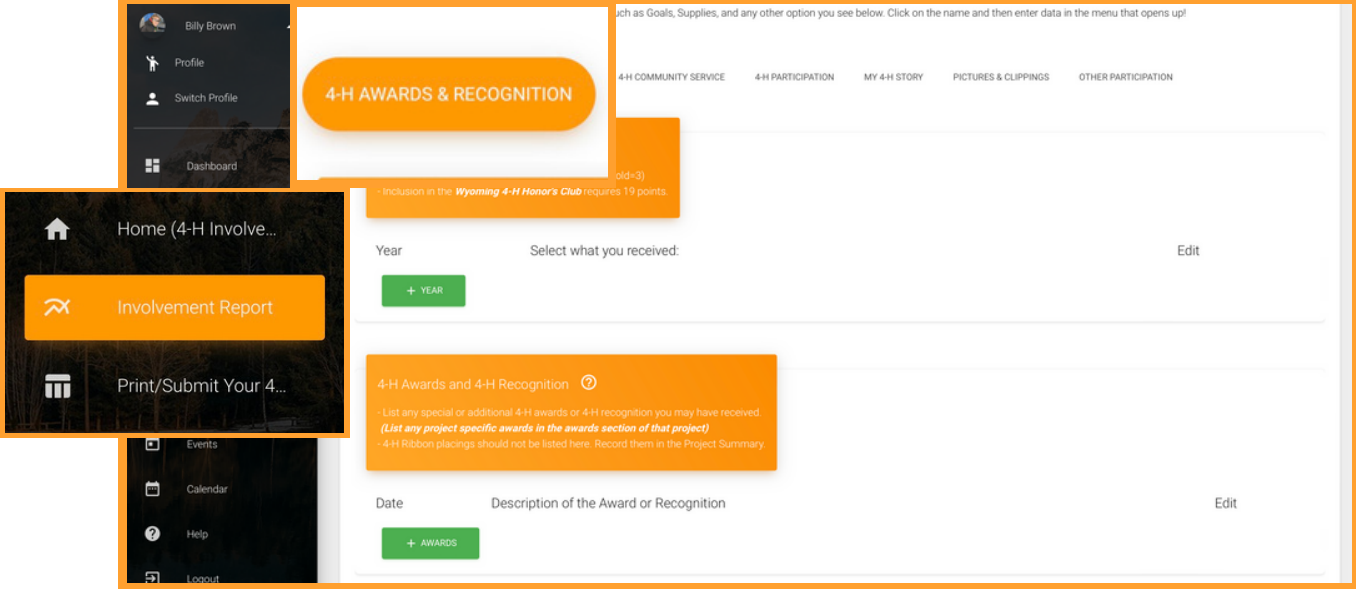 Billy Brown
Profile
Switch Profile
Dashboard
Home (4-H Involve...
Involvement Report
Print/Submit Your 4...
Events
Calendar
Help
Logout
4-H AWARDS & RECOGNITION
such as Goals, Supplies, and any other option you see below. Click on the name and then enter data in the menu that opens up!
4-H COMMUNITY SERVICE 4-H PARTICIPATION MY 4-H STORY PICTURES & CLIPPINGS OTHER PARTICIPATION
old=3)
- Inclusion in the Wyoming 4-H Honor's Club requires 19 points.
Year Select what you received: Edit
+ YEAR
4-H Awards and 4-H Recognition
- List any special or additional 4-H awards or 4-H recognition you may have received.
(List any project specific awards in the awards section of that project)
- 4-H Ribbon placings should not be listed here. Record them in the Project Summary.
Date Description of the Award or Recognition Edit
+ AWARDS